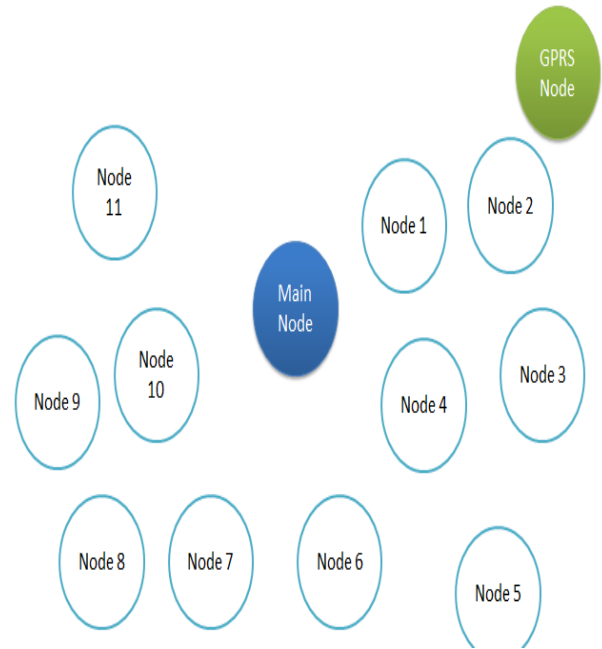 GPRS
Node
Node
11
Node 1
Node 2
Main
Node
Node 9
Node
10
Node 4
Node 3
Node 8
Node 7
Node 6
Node 5